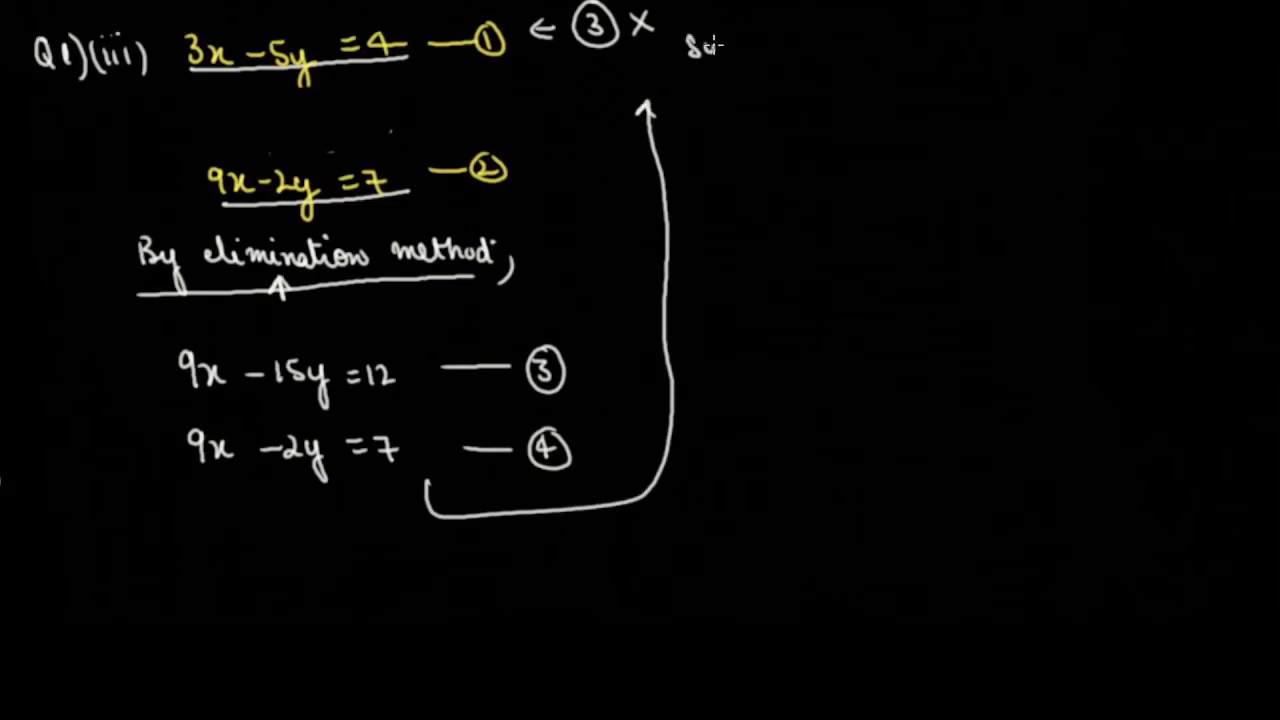 Q1)(iii) 3x - 5y = 4 — ① ← ③ ×
9x - 2y = 7 — ②
By elimination method,
9x - 15y = 12 — ③
9x - 2y = 7 — ④